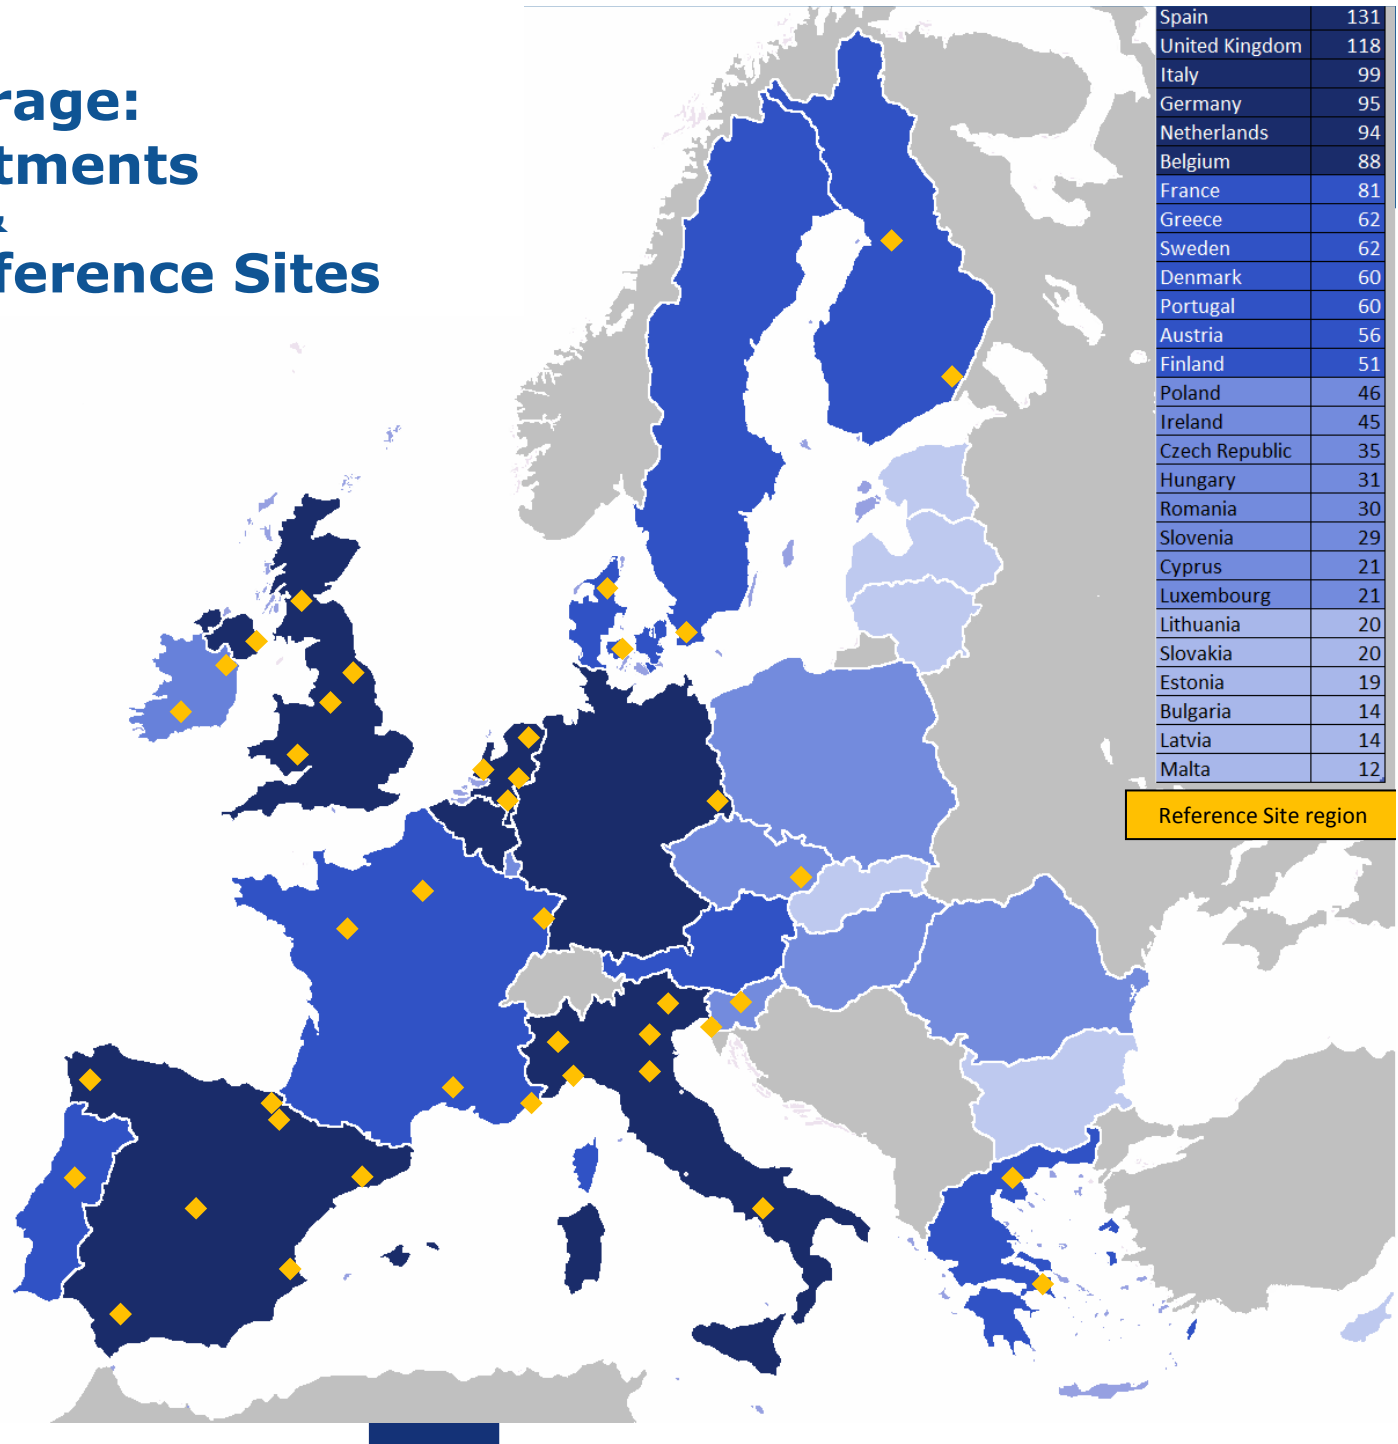 rage:
tments
&
ference Sites
Spain 131
United Kingdom 118
Italy 99
Germany 95
Netherlands 94
Belgium 88
France 81
Greece 62
Sweden 62
Denmark 60
Portugal 60
Austria 56
Finland 51
Poland 46
Ireland 45
Czech Republic 35
Hungary 31
Romania 30
Slovenia 29
Cyprus 21
Luxembourg 21
Lithuania 20
Slovakia 20
Estonia 19
Bulgaria 14
Latvia 14
Malta 12
Reference Site region